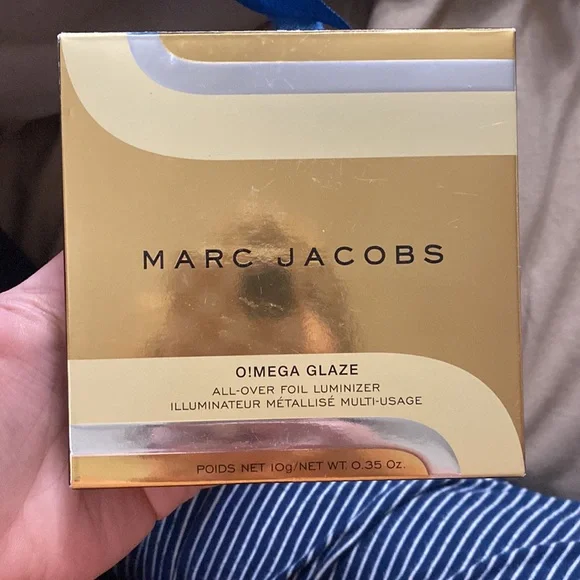 MARC JACOBS
O!MEGA GLAZE
ALL-OVER FOIL LUMINIZER
ILLUMINATEUR MÉTALLISÉ MULTI-USAGE
POIDS NET 10g/NET WT. 0.35 Oz.